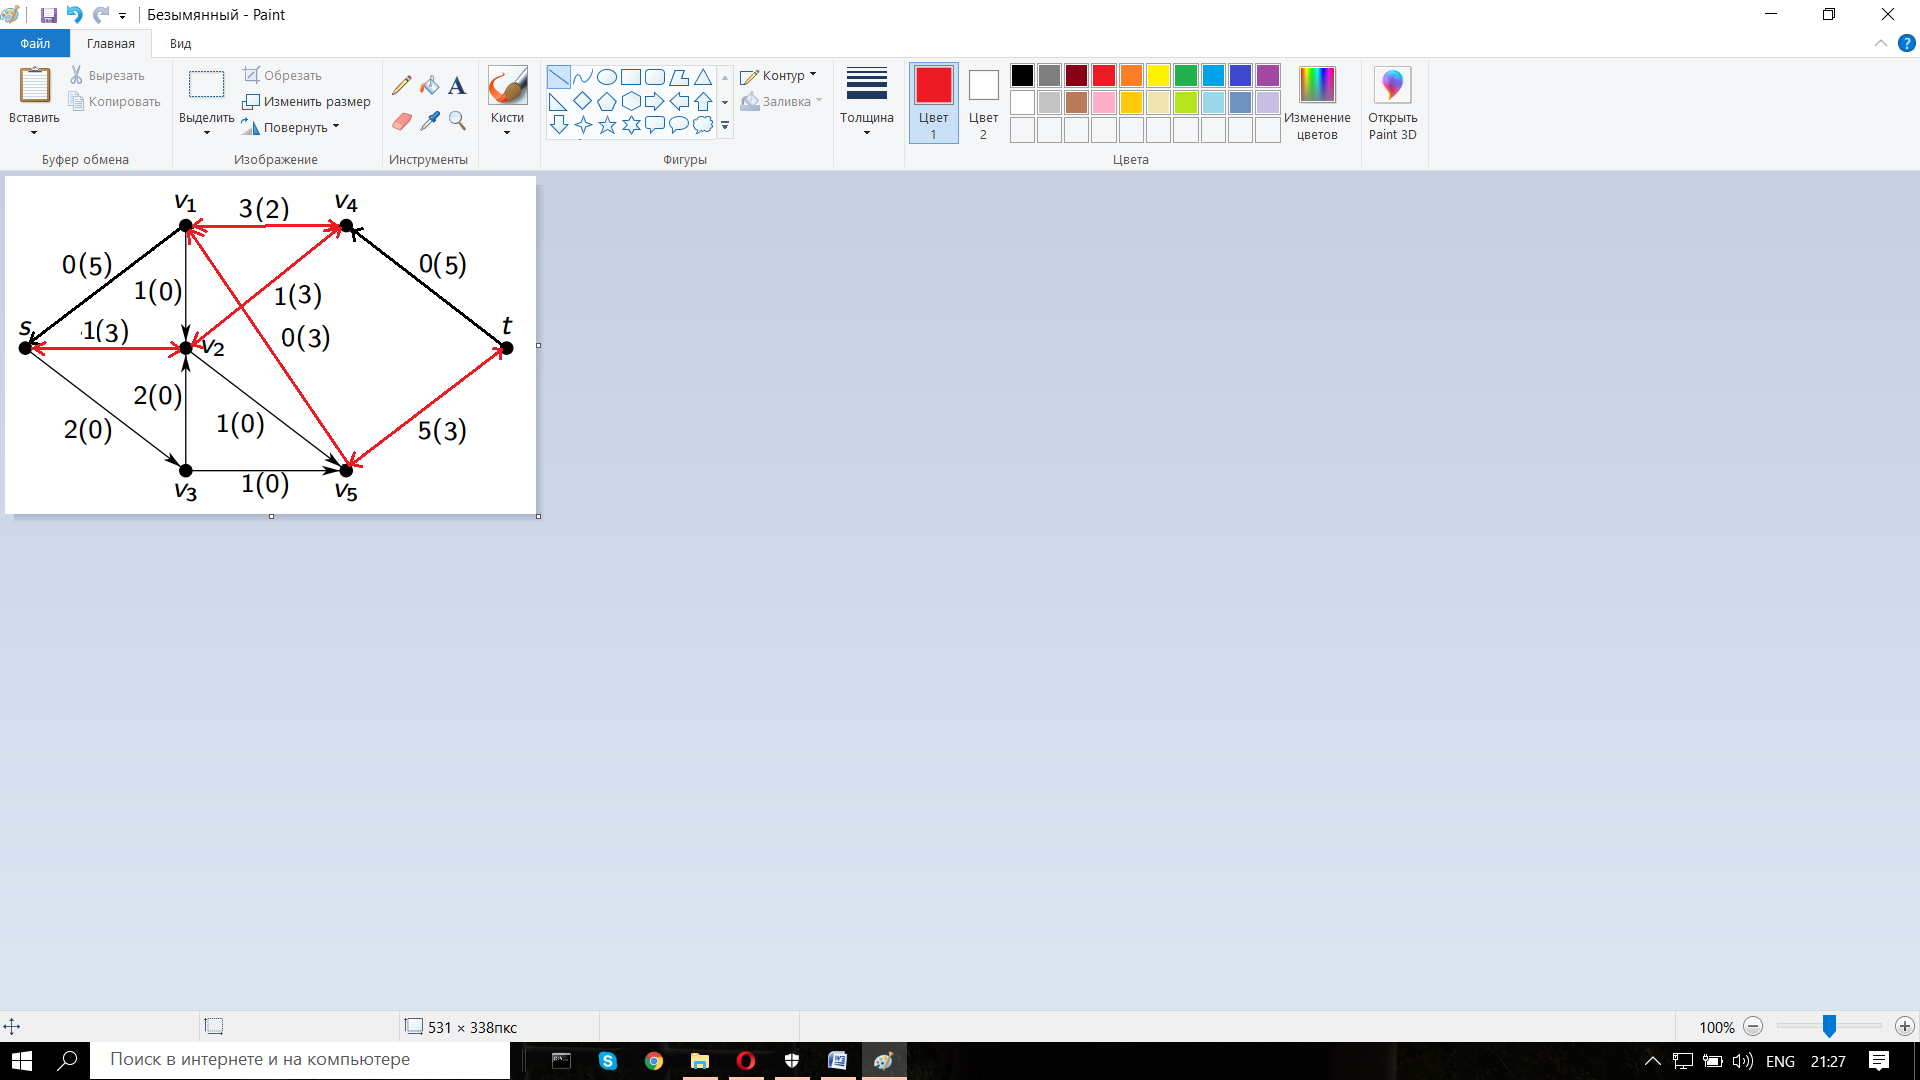 Безымянный - Paint
Файл Главная Вид
Вставить
Вырезать
Копировать
Буфер обмена
Выделить
Обрезать
Изменить размер
Повернуть
Изображение
A
Инструменты
Кисти
Контур
Заливка
Фигуры
Толщина
Цвет
1
Цвет
2
Изменение
цветов
Цвета
Открыть
Paint 3D
?
v1 3(2) v4
0(5) 0(5)
1(0) 1(3)
s 1(3) v2 0(3) t
2(0)
2(0) 1(0) 5(3)
v3 1(0) v5
531 × 338пкс
100%
Поиск в интернете и на компьютере
ENG 21:27